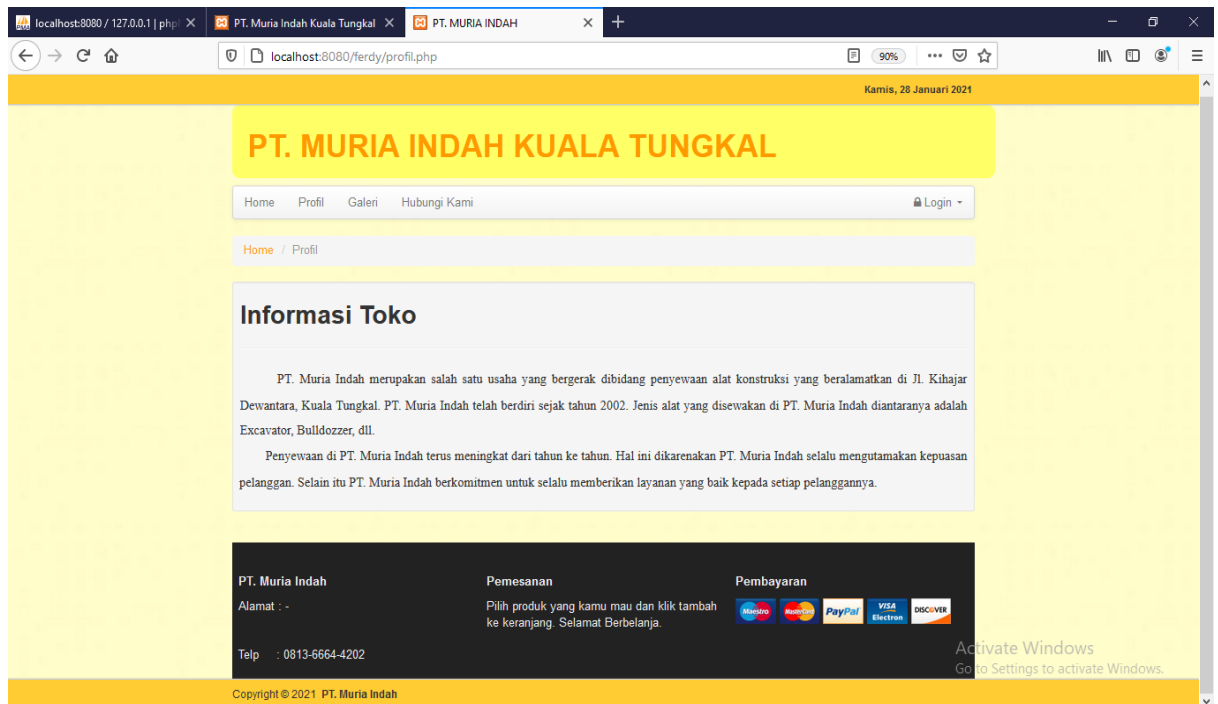 localhost:8080 / 127.0.0.1 | php
PT. Muria Indah Kuala Tungkal
PT. MURIA INDAH
localhost:8080/ferdy/profil.php
90%
Kamis, 28 Januari 2021
PT. MURIA INDAH KUALA TUNGKAL
Home Profil Galeri Hubungi Kami Login
Home / Profil
Informasi Toko
PT. Muria Indah merupakan salah satu usaha yang bergerak dibidang penyewaan alat konstruksi yang beralamatkan di Jl. Kihajar
Dewantara, Kuala Tungkal. PT. Muria Indah telah berdiri sejak tahun 2002. Jenis alat yang disewakan di PT. Muria Indah diantaranya adalah
Excavator, Bulldozzer, dll.
Penyewaan di PT. Muria Indah terus meningkat dari tahun ke tahun. Hal ini dikarenakan PT. Muria Indah selalu mengutamakan kepuasan
pelanggan. Selain itu PT. Muria Indah berkomitmen untuk selalu memberikan layanan yang baik kepada setiap pelanggannya.
PT. Muria Indah
Alamat : -
Telp : 0813-6664-4202
Pemesanan
Pilih produk yang kamu mau dan klik tambah
ke keranjang. Selamat Berbelanja.
Pembayaran
Maestro MasterCard PayPal VISA Electron DISCOVER
Activate Windows
Go to Settings to activate Windows.
Copyright © 2021 PT. Muria Indah